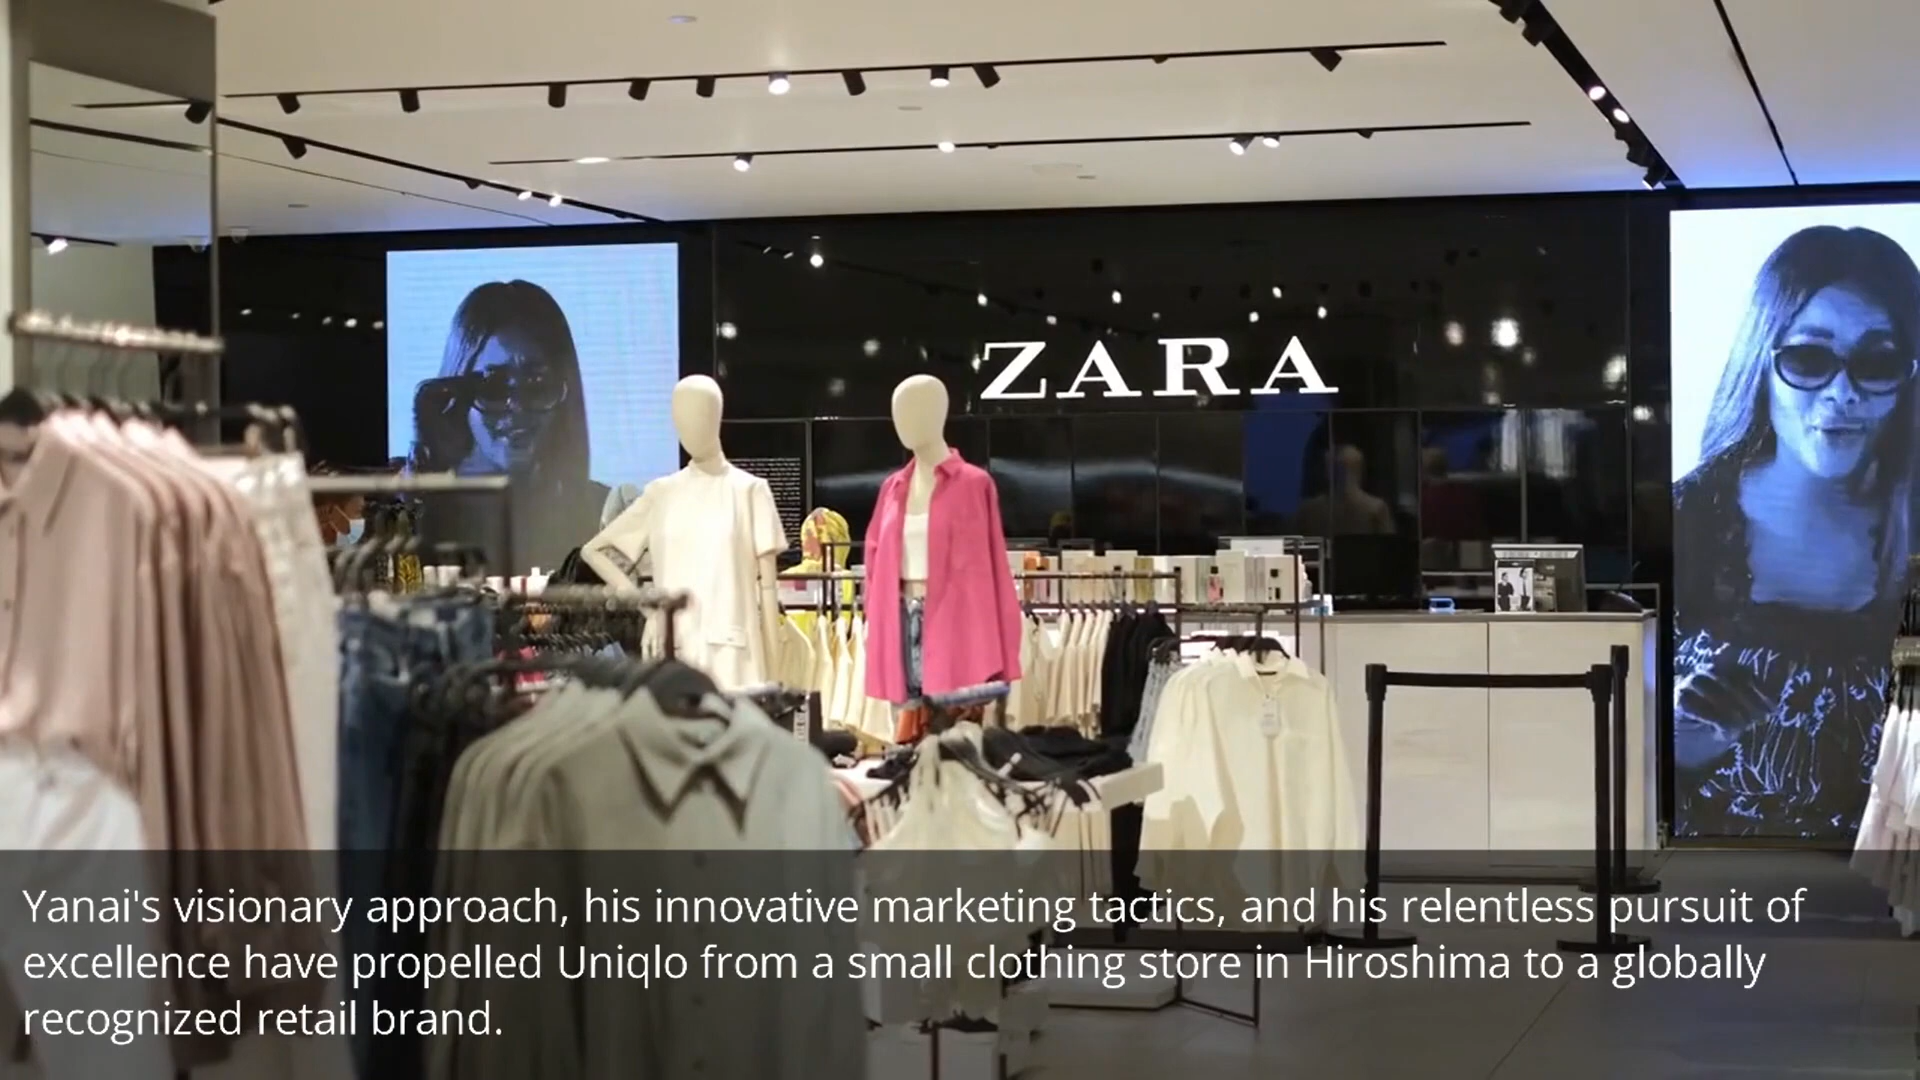 ZARA
Yanai's visionary approach, his innovative marketing tactics, and his relentless pursuit of
excellence have propelled Uniqlo from a small clothing store in Hiroshima to a globally
recognized retail brand.